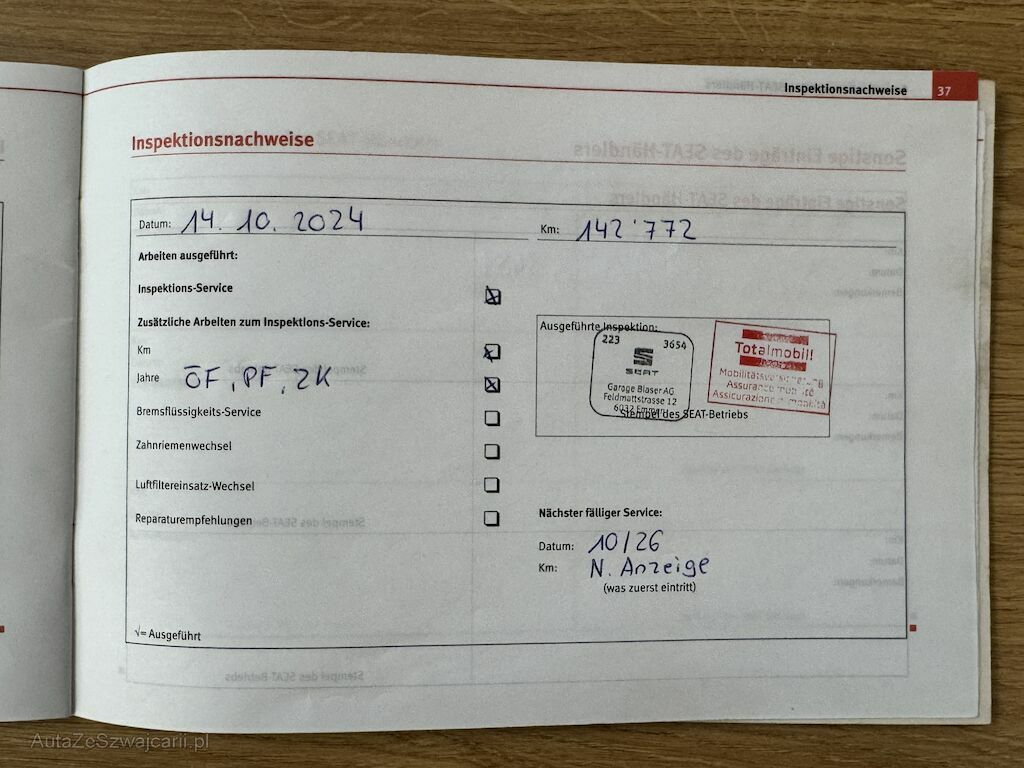 Inspektionsnachweise 37
Inspektionsnachweise
Datum: 14. 10. 2024
Km: 142'772
Arbeiten ausgeführt:
Inspektions-Service
Zusätzliche Arbeiten zum Inspektions-Service:
Km
Jahre ÖF, PF, ZK
Bremsflüssigkeits-Service
Zahnriemenwechsel
Luftfiltereinsatz-Wechsel
Reparaturempfehlungen
√= Ausgeführt
Ausgeführte Inspektion:
223 3654
SEAT
Garage Blaser AG
Feldmattstrasse 12
6032 Emmen
Totalmobil!
Stempel des SEAT-Betriebs
Nächster fälliger Service:
Datum: 10/26
Km: N. Anzeige
(was zuerst eintritt)
AutaZeSzwajcarii.pl